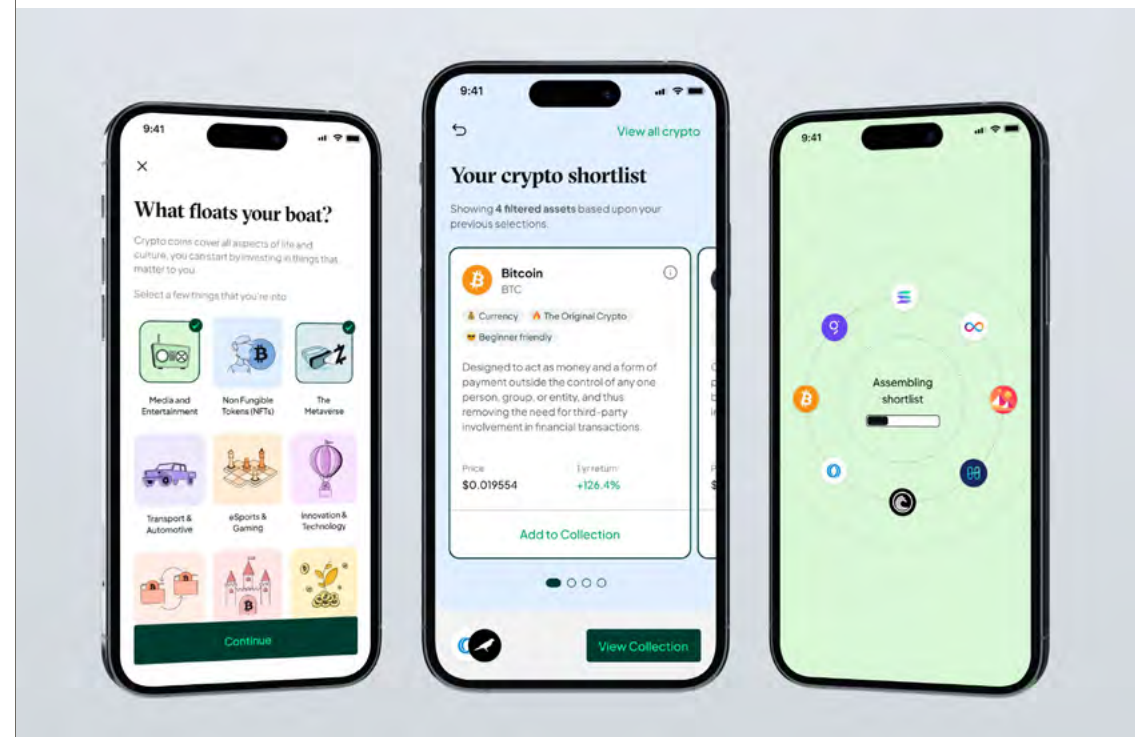 9:41
What floats your boat?
Crypto coins cover all aspects of life and
culture, you can start by investing in things that
matter to you.
Select a few things that you're into
Media and
Entertainment
Non Fungible
Tokens (NFTs)
The
Metaverse
Transport &
Automotive
eSports &
Gaming
Innovation &
Technology
Continue
9:41
View all crypto
Your crypto shortlist
Showing 4 filtered assets based upon your
previous selections.
Bitcoin
BTC
Currency
The Original Crypto
Beginner friendly
Designed to act as money and a form of
payment outside the control of any one
person, group, or entity, and thus
removing the need for third-party
involvement in financial transactions.
Price
1 yr return
$0.019554
+126.4%
Add to Collection
View Collection
9:41
Assembling
shortlist